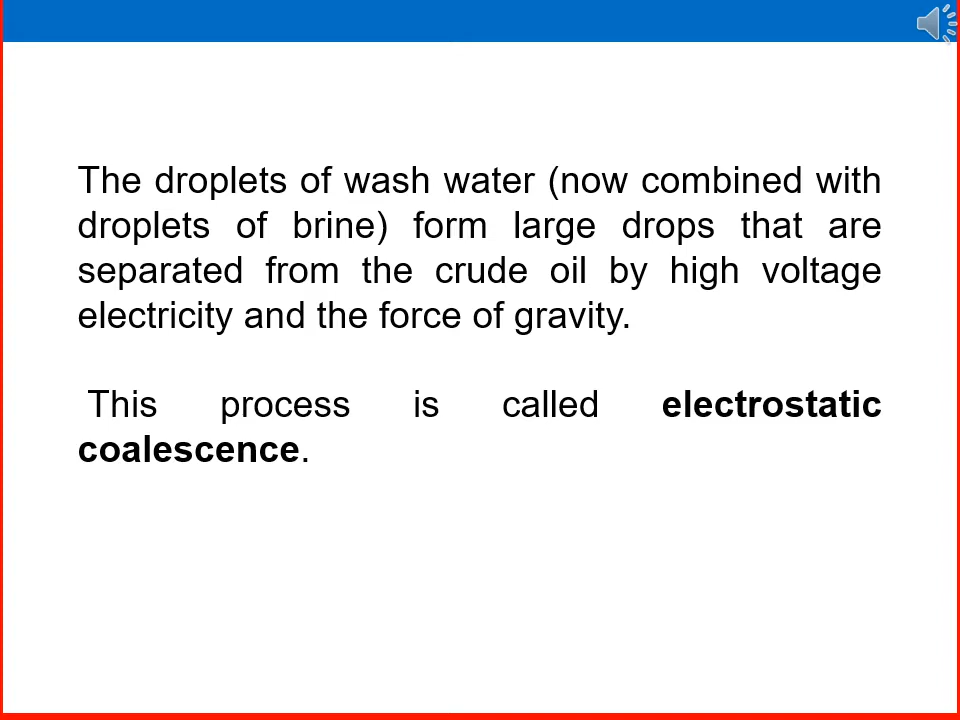 The droplets of wash water (now combined with
droplets of brine) form large drops that are
separated from the crude oil by high voltage
electricity and the force of gravity.
This process is called electrostatic
coalescence.